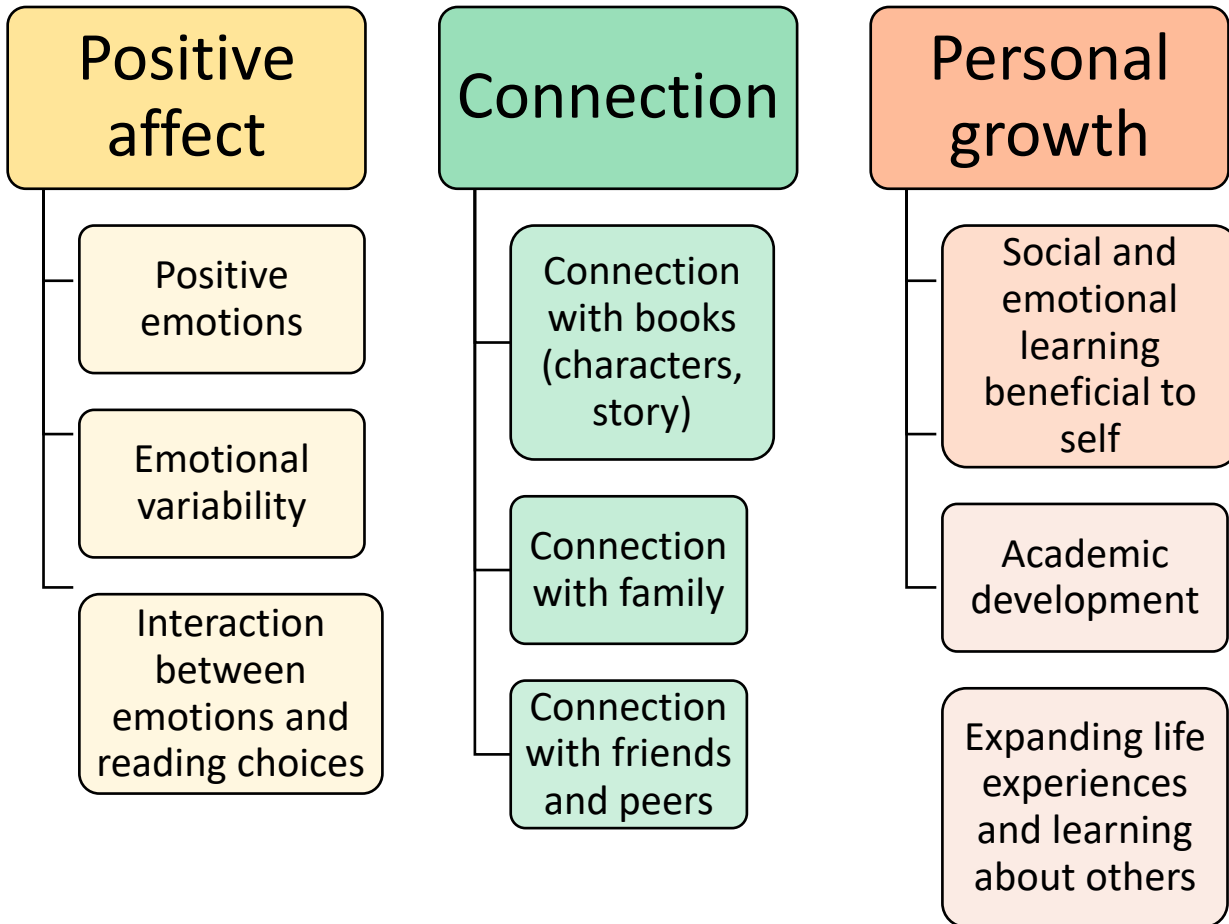 Positive
affect
Positive
emotions
Emotional
variability
Interaction
between
emotions and
reading choices
Connection
Connection
with books
(characters,
story)
Connection
with family
Connection
with friends
and peers
Personal
growth
Social and
emotional
learning
beneficial to
self
Academic
development
Expanding life
experiences
and learning
about others